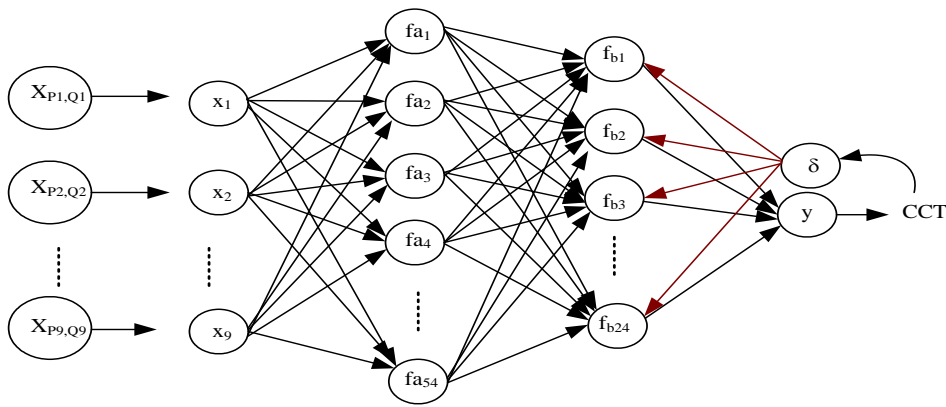 X_P1,Q1
X_P2,Q2
X_P9,Q9
x_1
x_2
x_9
fa_1
fa_2
fa_3
fa_4
fa_54
f_b1
f_b2
f_b3
f_b24
δ
y
CCT